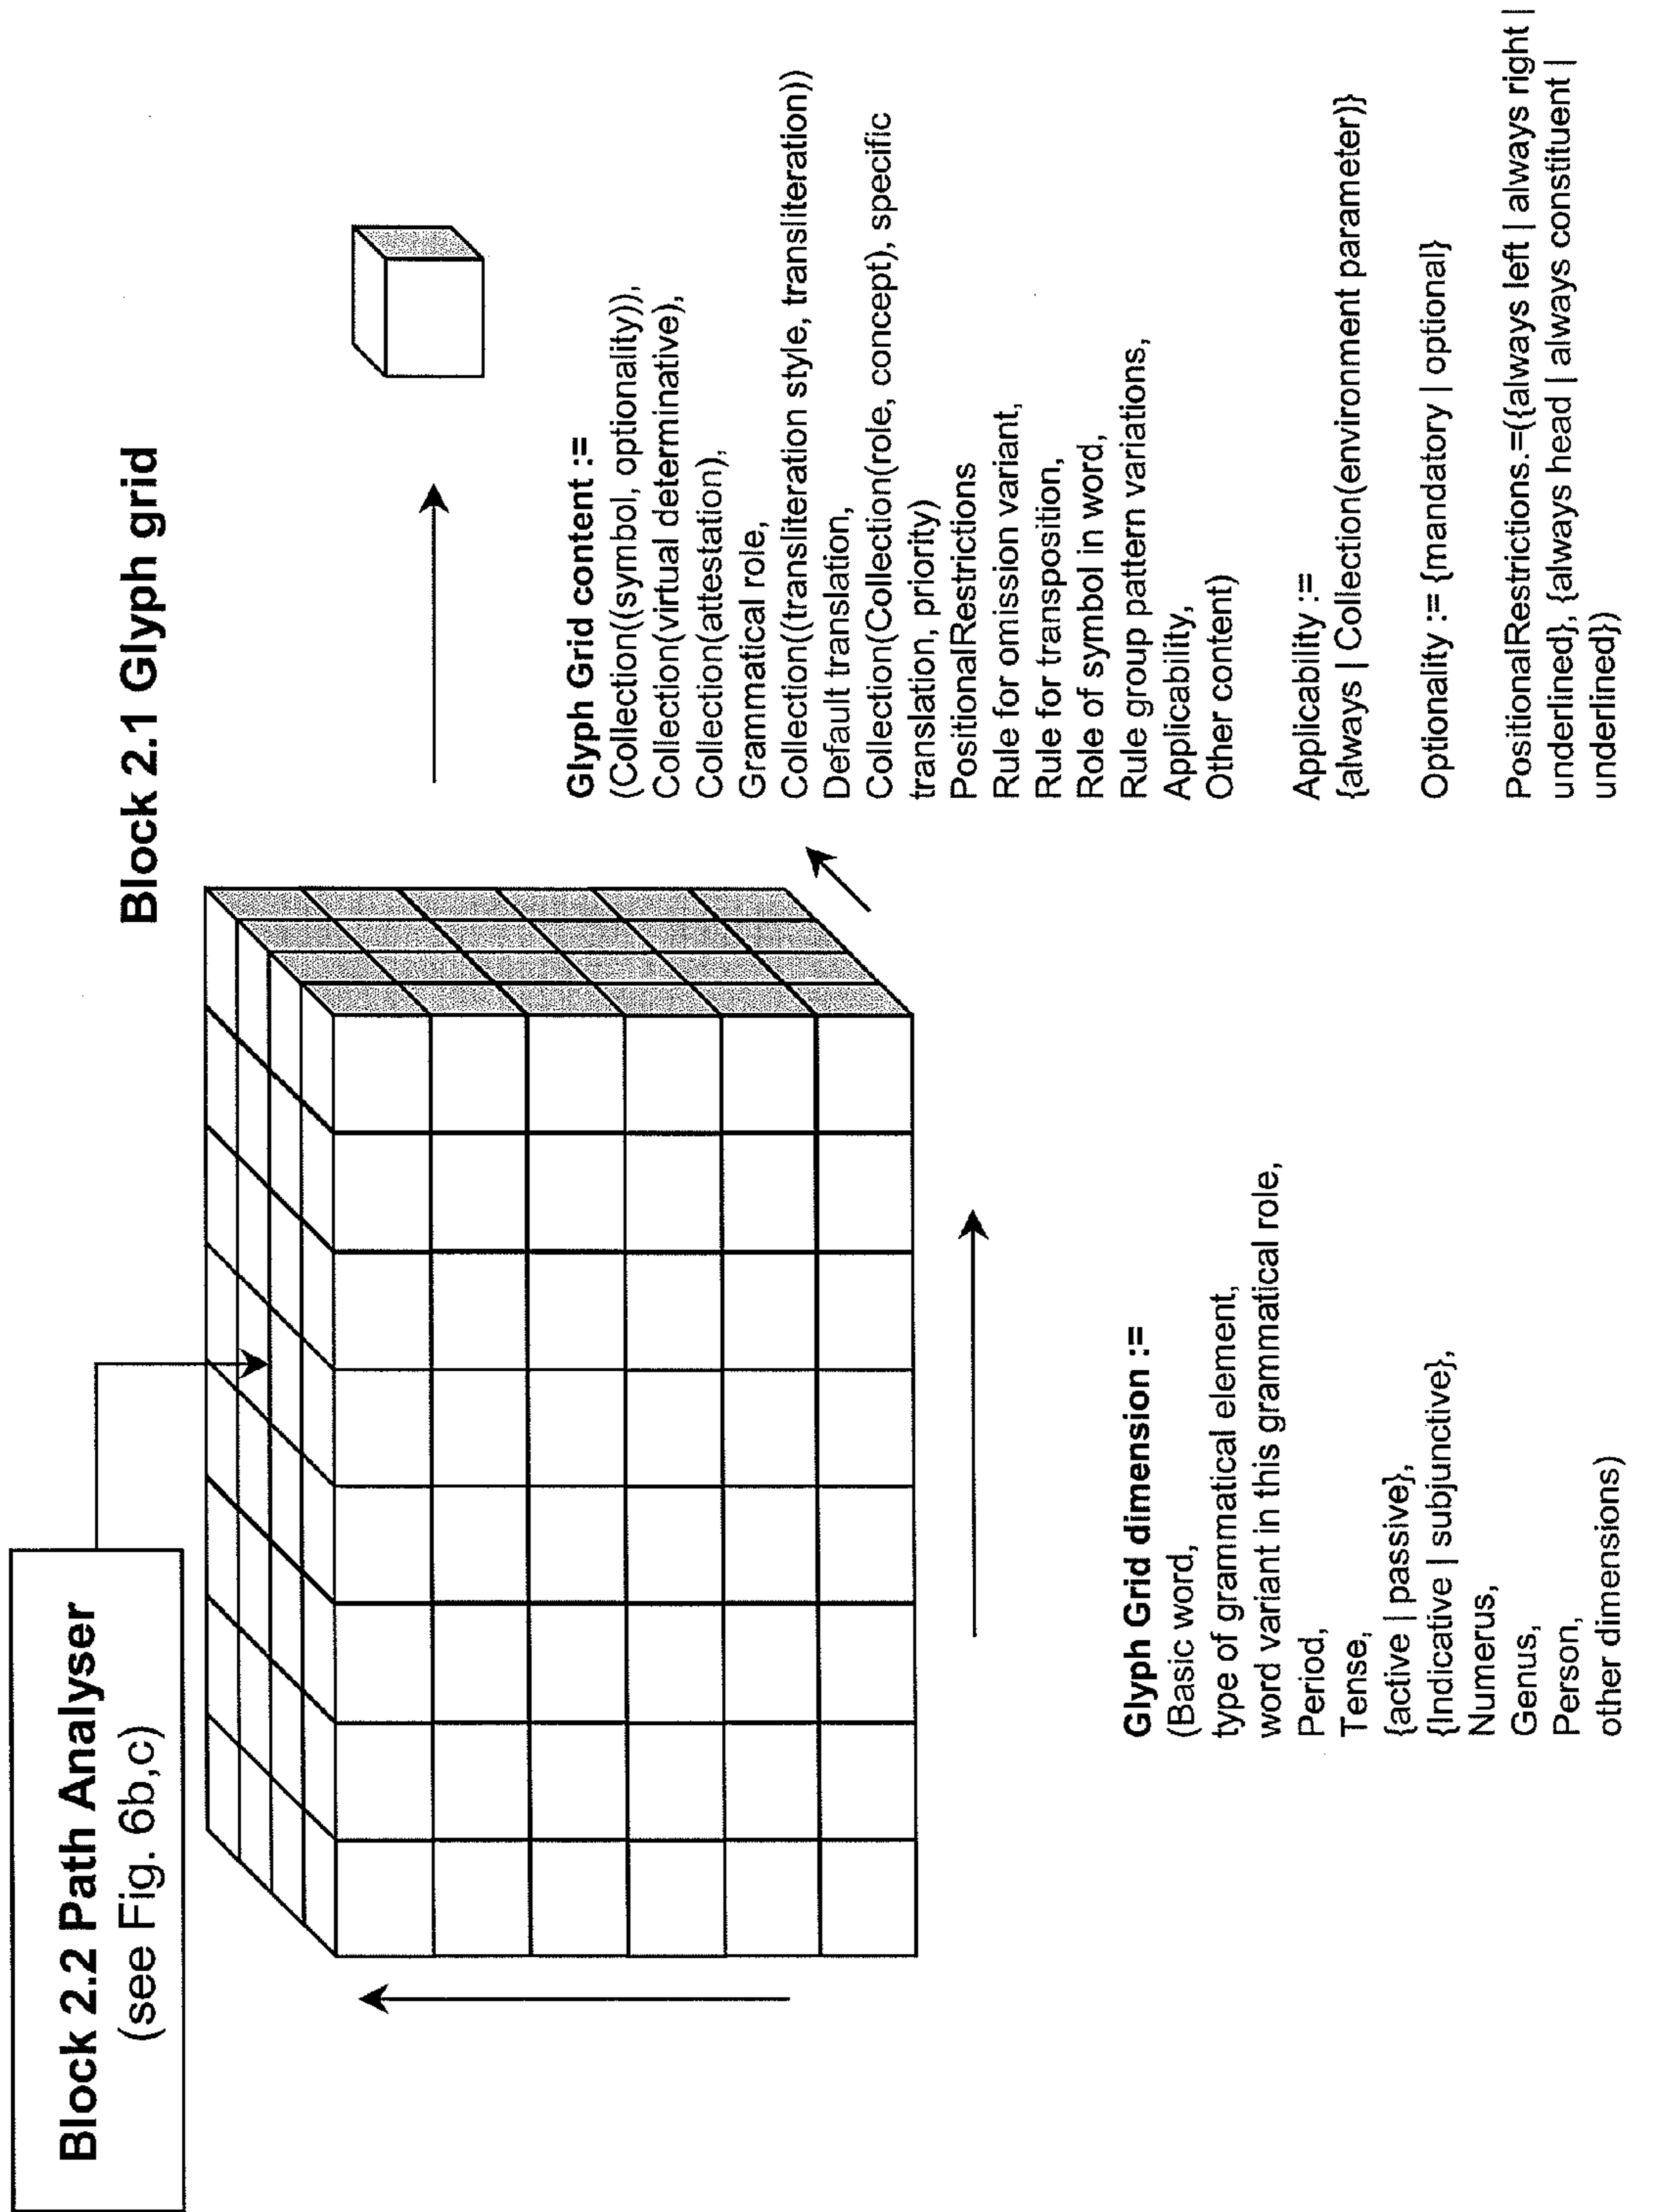 Block 2.2 Path Analyser
(see Fig. 6b,c)
Block 2.1 Glyph grid
Glyph Grid dimension :=
(Basic word,
type of grammatical element,
word variant in this grammatical role,
Period,
Tense,
{active | passive},
{Indicative | subjunctive},
Numerus,
Genus,
Person,
other dimensions)
Glyph Grid content :=
(Collection((symbol, optionality)),
Collection(virtual determinative),
Collection(attestation),
Grammatical role,
Collection((transliteration style, transliteration))
Default translation,
Collection(Collection(role, concept), specific
translation, priority)
PositionalRestrictions
Rule for omission variant,
Rule for transposition,
Role of symbol in word,
Rule group pattern variations,
Applicability,
Other content)
Applicability :=
{always | Collection(environment parameter)}
Optionality := {mandatory | optional}
PositionalRestrictions.=({always left | always right |
underlined}, {always head | always constituent |
underlined})